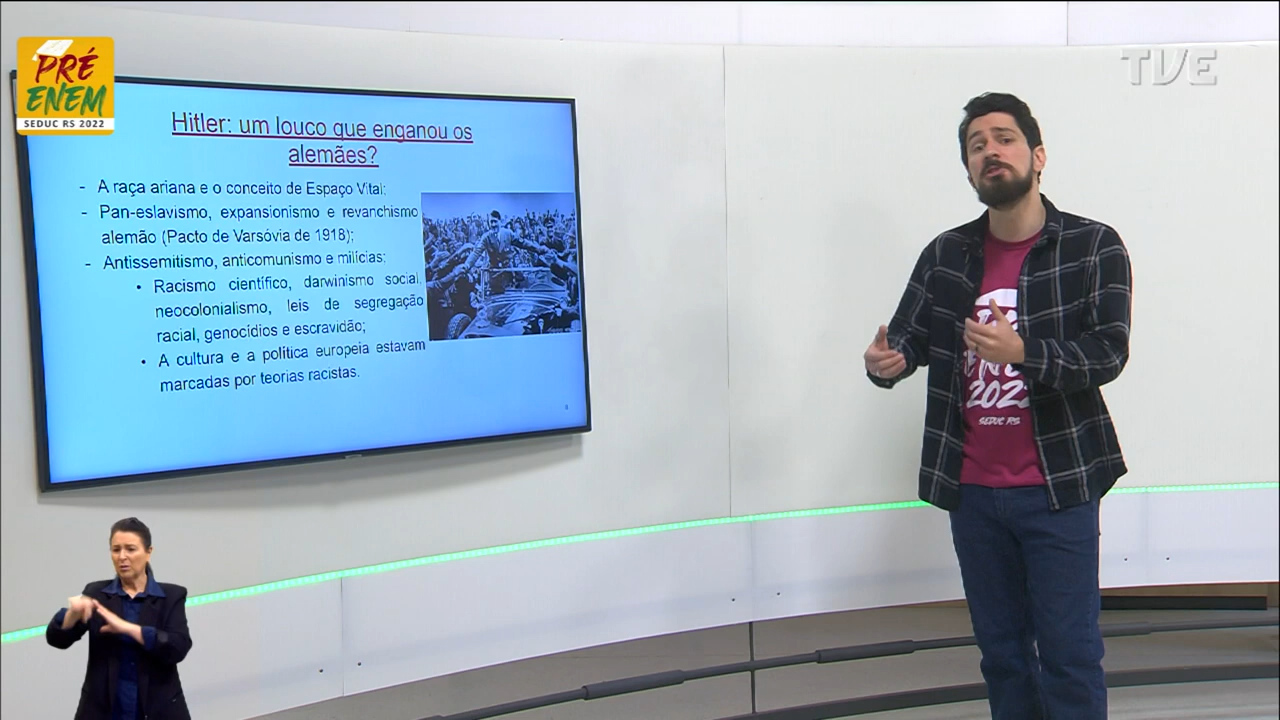 PRÉ
ENEM
SEDUC RS 2022
TVE
Hitler: um louco que enganou os
alemães?
- A raça ariana e o conceito de Espaço Vital:
- Pan-eslavismo, expansionismo e revanchismo
alemão (Pacto de Varsóvia de 1918);
- Antissemitismo, anticomunismo e milícias:
• Racismo científico, darwinismo social,
neocolonialismo, leis de segregação
racial, genocídios e escravidão;
• A cultura e a política europeia estavam
marcadas por teorias racistas.
8
2022
SEDUC RS